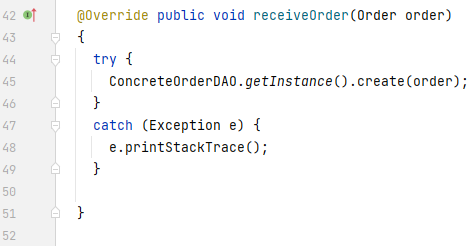 42 @Override public void receiveOrder(Order order)
43 {
44 try {
45 ConcreteOrderDAO.getInstance().create(order);
46 }
47 catch (Exception e) {
48 e.printStackTrace();
49 }
50
51 }
52